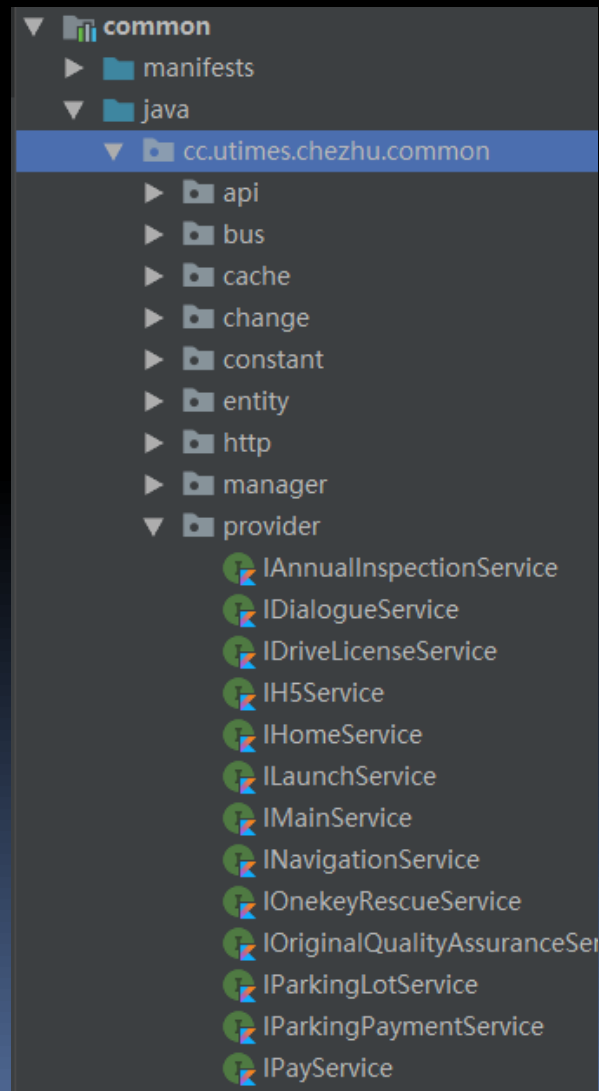 common
manifests
java
cc.utimes.chezhu.common
api
bus
cache
change
constant
entity
http
manager
provider
IAnnualInspectionService
IDialogueService
IDriveLicenseService
IH5Service
IHomeService
ILaunchService
IMainService
INavigationService
IOnekeyRescueService
IOriginalQualityAssuranceSer
IParkingLotService
IParkingPaymentService
IPayService